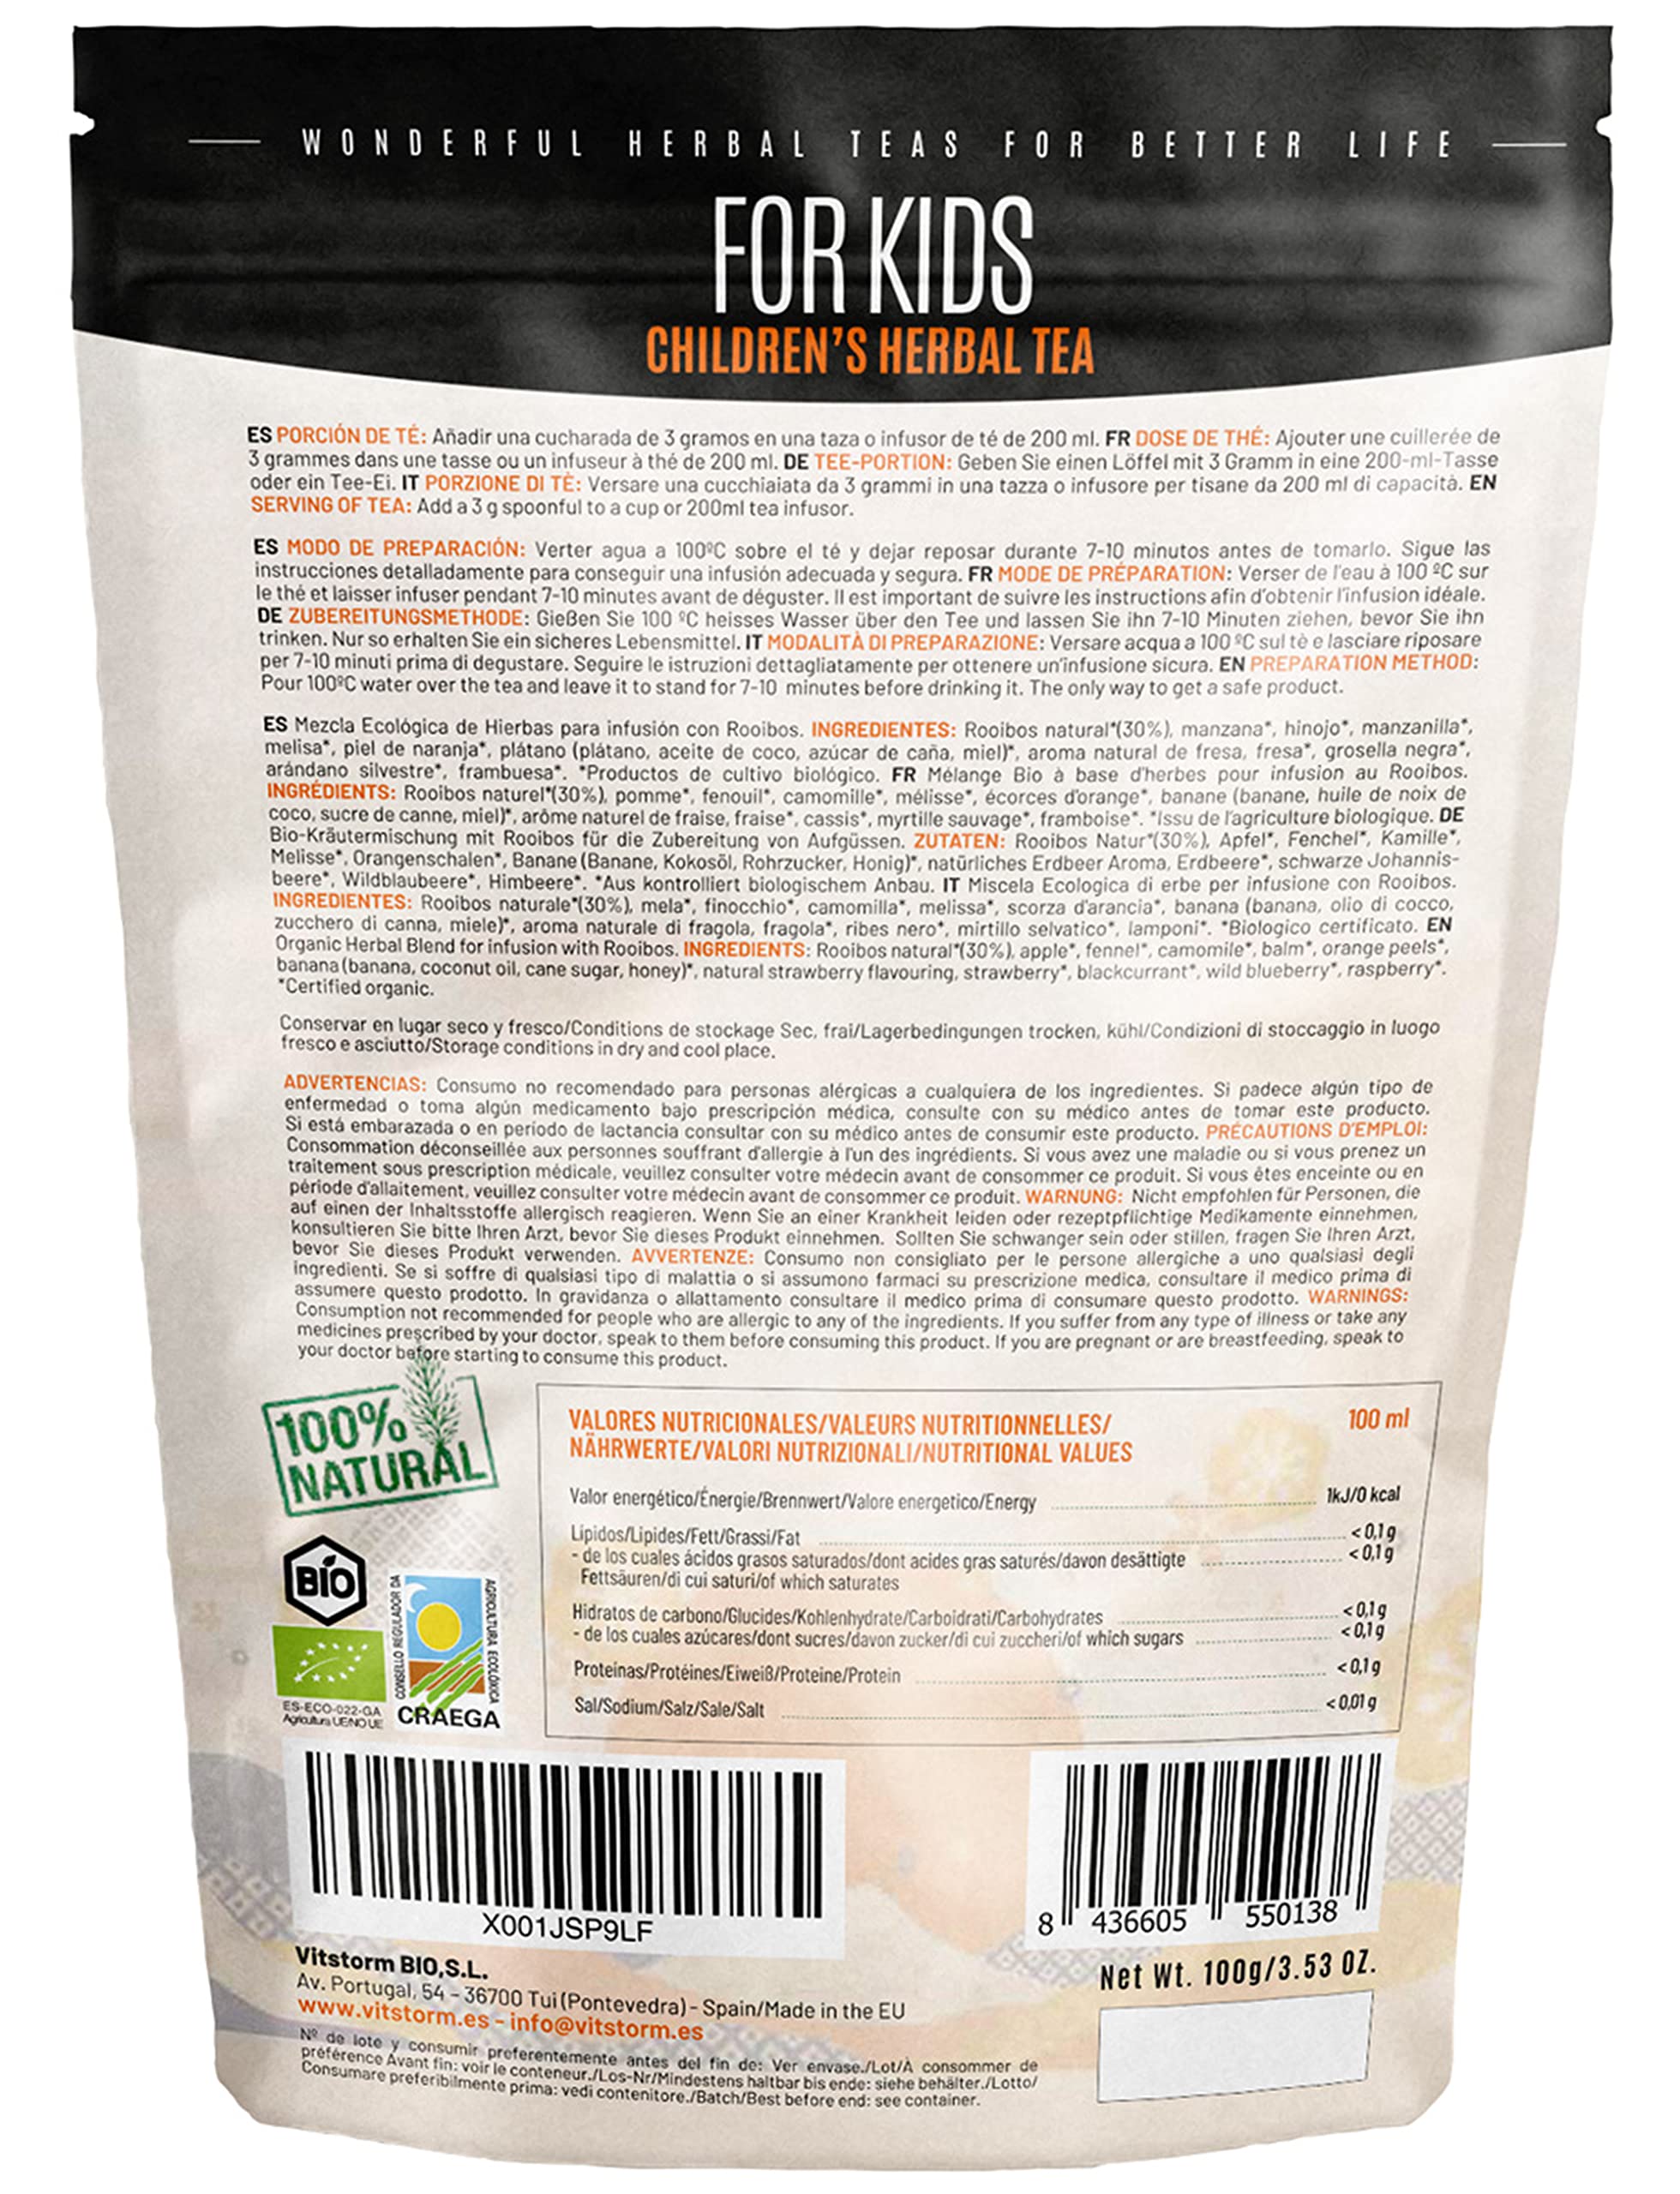 WONDERFUL HERBAL TEAS FOR BETTER LIFE
FOR KIDS
CHILDREN'S HERBAL TEA
ES PORCIÓN DE TÉ: Añadir una cucharada de 3 gramos en una taza o infusor de té de 200 ml. FR DOSE DE THÉ: Ajouter une cuillerée de
3 grammes dans une tasse ou un infuseur à thé de 200 ml. DE TEE-PORTION: Geben Sie einen Löffel mit 3 Gramm in eine 200-ml-Tasse
oder ein Tee-Ei. IT PORZIONE DI TÈ: Versare una cucchiaiata da 3 grammi in una tazza o infusore per tisane da 200 ml di capacità. EN
SERVING OF TEA: Add a 3 g spoonful to a cup or 200ml tea infusor.
ES MODO DE PREPARACIÓN: Verter agua a 100ºC sobre el té y dejar reposar durante 7-10 minutos antes de tomarlo. Sigue las
instrucciones detalladamente para conseguir una infusión adecuada y segura. FR MODE DE PRÉPARATION: Verser de l'eau à 100 ºC sur
le thé et laisser infuser pendant 7-10 minutes avant de déguster. Il est important de suivre les instructions afin d'obtenir l'infusion idéale.
DE ZUBEREITUNGSMETHODE: Gießen Sie 100 ºC heisses Wasser über den Tee und lassen Sie ihn 7-10 Minuten ziehen, bevor Sie ihn
trinken. Nur so erhalten Sie ein sicheres Lebensmittel. IT MODALITÀ DI PREPARAZIONE: Versare acqua a 100 ºC sul tè e lasciare riposare
per 7-10 minuti prima di degustare. Seguire le istruzioni dettagliatamente per ottenere un'infusione sicura. EN PREPARATION METHOD:
Pour 100ºC water over the tea and leave it to stand for 7-10 minutes before drinking it. The only way to get a safe product.
ES Mezcla Ecológica de Hierbas para infusión con Rooibos. INGREDIENTES: Rooibos natural*(30%), manzana*, hinojo*, manzanilla*,
melisa*, piel de naranja*, plátano (plátano, aceite de coco, azúcar de caña, miel)*, aroma natural de fresa, fresa*, grosella negra*,
arándano silvestre*, frambuesa*. *Productos de cultivo biológico. FR Mélange Bio à base d'herbes pour infusion au Rooibos.
INGRÉDIENTS: Rooibos naturel*(30%), pomme*, fenouil*, camomille*, mélisse*, écorces d'orange*, banane (banane, huile de noix de
coco, sucre de canne, miel)*, arôme naturel de fraise, fraise*, cassis*, myrtille sauvage*, framboise*. *Issu de l'agriculture biologique. DE
Bio-Kräutermischung mit Rooibos für die Zubereitung von Aufgüssen. ZUTATEN: Rooibos Natur*(30%), Apfel*, Fenchel*, Kamille*,
Melisse*, Orangenschalen*, Banane (Banane, Kokosöl, Rohrzucker, Honig)*, natürliches Erdbeer Aroma, Erdbeere*, schwarze Johannis-
beere*, Wildblaubeere*, Himbeere*. *Aus kontrolliert biologischem Anbau. IT Miscela Ecologica di erbe per infusione con Rooibos.
INGREDIENTES: Rooibos naturale*(30%), mela*, finocchio*, camomilla*, melissa*, scorza d'arancia*, banana (banana, olio di cocco,
zucchero di canna, miele)*, aroma naturale di fragola, fragola*, ribes nero*, mirtillo selvatico*, lamponi*. *Biologico certificato. EN
Organic Herbal Blend for infusion with Rooibos. INGREDIENTS: Rooibos natural*(30%), apple*, fennel*, camomile*, balm*, orange peels*,
banana (banana, coconut oil, cane sugar, honey)*, natural strawberry flavouring, strawberry*, blackcurrant*, wild blueberry*, raspberry*.
*Certified organic.
Conservar en lugar seco y fresco/Conditions de stockage Sec, frai/Lagerbedingungen trocken, kühl/Condizioni di stoccaggio in luogo
fresco e asciutto/Storage conditions in dry and cool place.
ADVERTENCIAS: Consumo no recomendado para personas alérgicas a cualquiera de los ingredientes. Si padece algún tipo de
enfermedad o toma algún medicamento bajo prescripción médica, consulte con su médico antes de tomar este producto.
Si está embarazada o en periodo de lactancia consultar con su médico antes de consumir este producto. PRÉCAUTIONS D'EMPLOI:
Consommation déconseillée aux personnes souffrant d'allergie à l'un des ingrédients. Si vous avez une maladie ou si vous prenez un
traitement sous prescription médicale, veuillez consulter votre médecin avant de consommer ce produit. Si vous êtes enceinte ou en
période d'allaitement, veuillez consulter votre médecin avant de consommer ce produit. WARNUNG: Nicht empfohlen für Personen, die
auf einen der Inhaltsstoffe allergisch reagieren. Wenn Sie an einer Krankheit leiden oder rezeptpflichtige Medikamente einnehmen,
konsultieren Sie bitte Ihren Arzt, bevor Sie dieses Produkt einnehmen. Sollten Sie schwanger sein oder stillen, fragen Sie Ihren Arzt,
bevor Sie dieses Produkt verwenden. AVVERTENZE: Consumo non consigliato per le persone allergiche a uno qualsiasi degli
ingredienti. Se si soffre di qualsiasi tipo di malattia o si assumono farmaci su prescrizione medica, consultare il medico prima di
assumere questo prodotto. In gravidanza o allattamento consultare il medico prima di consumare questo prodotto. WARNINGS:
Consumption not recommended for people who are allergic to any of the ingredients. If you suffer from any type of illness or take any
medicines prescribed by your doctor, speak to them before consuming this product. If you are pregnant or are breastfeeding, speak to
your doctor before starting to consume this product.
100%
NATURAL
BIO
ES-ECO-022-GA
Agricultura UE/NO UE
CONSELLO REGULADOR DA
AGRICULTURA ECOLÓXICA
CRAEGA
VALORES NUTRICIONALES/VALEURS NUTRITIONNELLES/ 100 ml
NÄHRWERTE/VALORI NUTRIZIONALI/NUTRITIONAL VALUES
Valor energético/Énergie/Brennwert/Valore energetico/Energy 1kJ/0 kcal
Lípidos/Lipides/Fett/Grassi/Fat <0,1 g
- de los cuales ácidos grasos saturados/dont acides gras saturés/davon desättigte <0,1 g
Fettsäuren/di cui saturi/of which saturates
Hidratos de carbono/Glucides/Kohlenhydrate/Carboidrati/Carbohydrates <0,1 g
- de los cuales azúcares/dont sucres/davon zucker/di cui zuccheri/of which sugars <0,1 g
Proteínas/Protéines/Eiweiß/Proteine/Protein <0,1 g
Sal/Sodium/Salz/Sale/Salt <0,01 g
X001JSP9LF
8 436605 550138
Vitstorm BIO,S.L.
Av. Portugal, 54 - 36700 Tui (Pontevedra) - Spain/Made in the EU
www.vitstorm.es - info@vitstorm.es
Net Wt. 100g/3.53 OZ.
Nº de lote y consumir preferentemente antes del fin de: Ver envase./Lot/À consommer de
préférence Avant fin: voir le conteneur./Los-Nr/Mindestens haltbar bis ende: siehe behälter./Lotto/
Consumare preferibilmente prima: vedi contenitore./Batch/Best before end: see container.